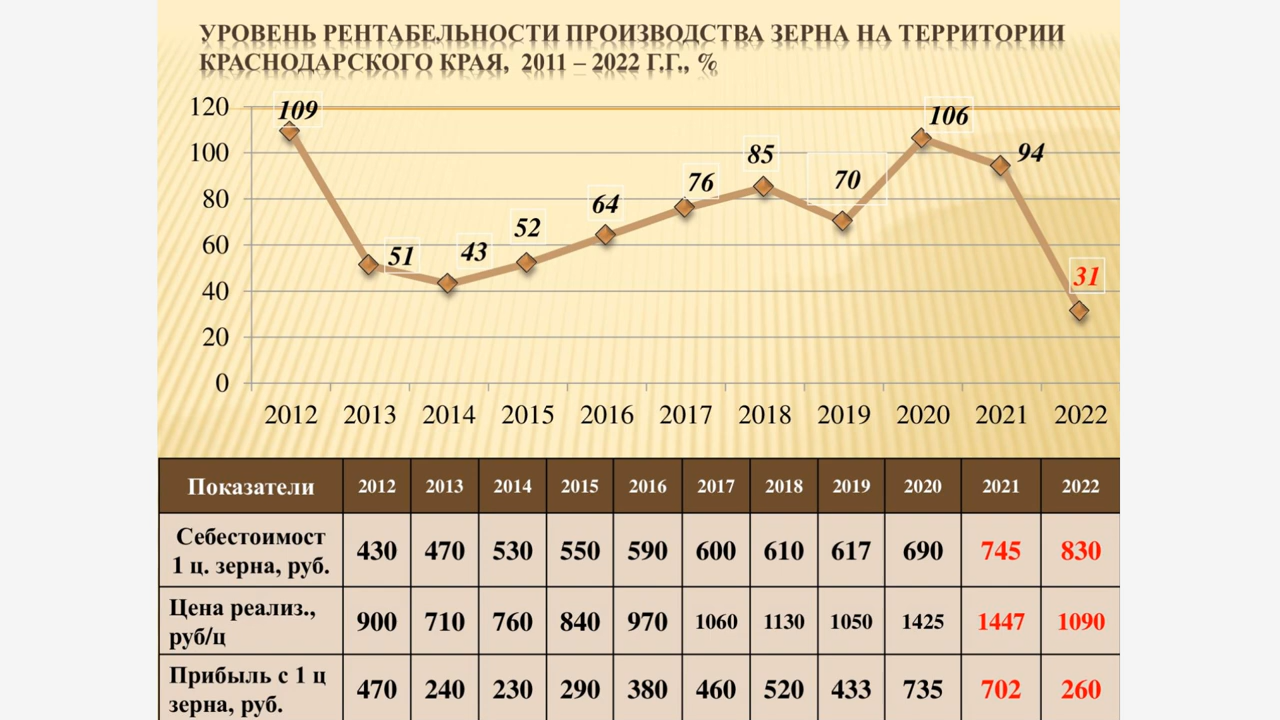 УРОВЕНЬ РЕНТАБЕЛЬНОСТИ ПРОИЗВОДСТВА ЗЕРНА НА ТЕРРИТОРИИ
КРАСНОДАРСКОГО КРАЯ, 2011 – 2022 Г.Г., %
120
100
80
60
40
20
0
109
51
43
52
64
76
85
70
106
94
31
2012 2013 2014 2015 2016 2017 2018 2019 2020 2021 2022
Показатели 2012 2013 2014 2015 2016 2017 2018 2019 2020 2021 2022
Себестоимост
1 ц. зерна, руб. 430 470 530 550 590 600 610 617 690 745 830
Цена реализ.,
руб/ц 900 710 760 840 970 1060 1130 1050 1425 1447 1090
Прибыль с 1 ц
зерна, руб. 470 240 230 290 380 460 520 433 735 702 260